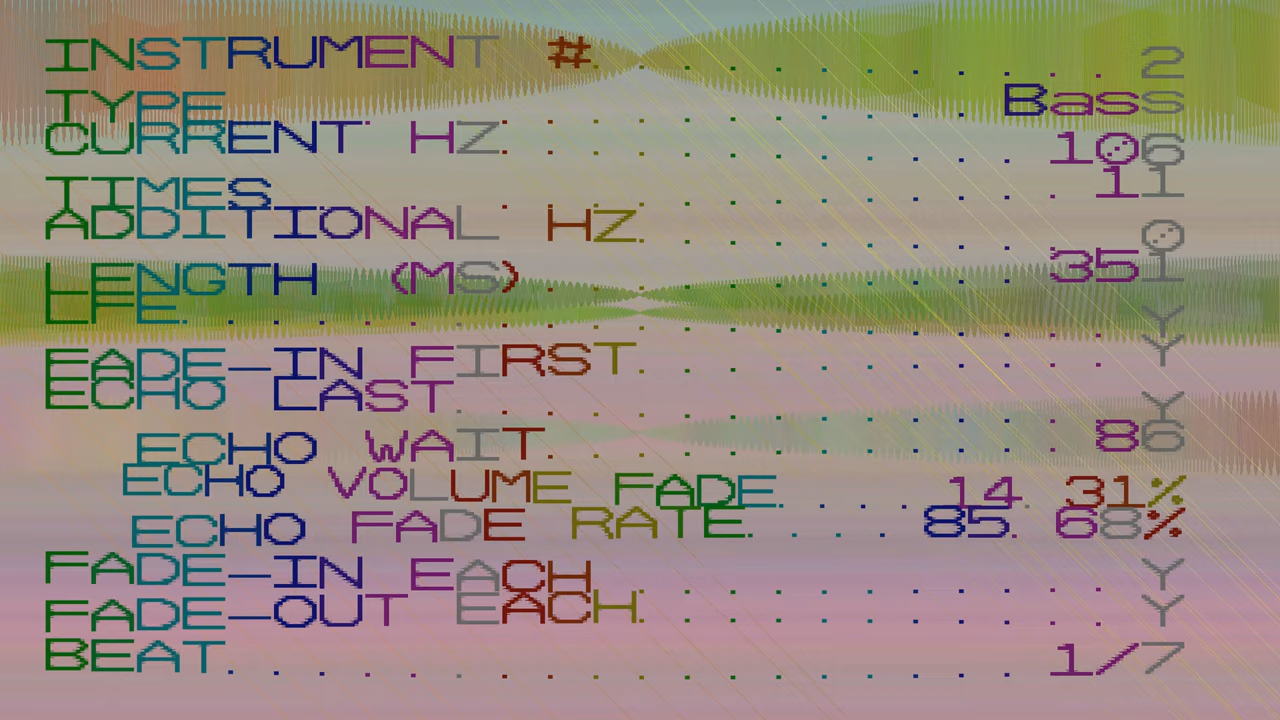 INSTRUMENT #. . . . . . . . . . . 2
TYPE. . . . . . . . . . . . . . . . . Bass
CURRENT HZ. . . . . . . . . . . . 106
TIMES. . . . . . . . . . . . . . . . 11
ADDITIONAL HZ. . . . . . . . . . 0
LENGTH (MS). . . . . . . . . . . . 351
LFE. . . . . . . . . . . . . . . . . . . . . Y
FADE-IN FIRST. . . . . . . . . . . Y
ECHO LAST. . . . . . . . . . . . . . . Y
ECHO WAIT. . . . . . . . . . . . . 86
ECHO VOLUME FADE. . . . 14.31%
ECHO FADE RATE. . . . 85.68%
FADE-IN EACH. . . . . . . . . . . . Y
FADE-OUT EACH. . . . . . . . . . . Y
BEAT. . . . . . . . . . . . . . . . . . 1/7